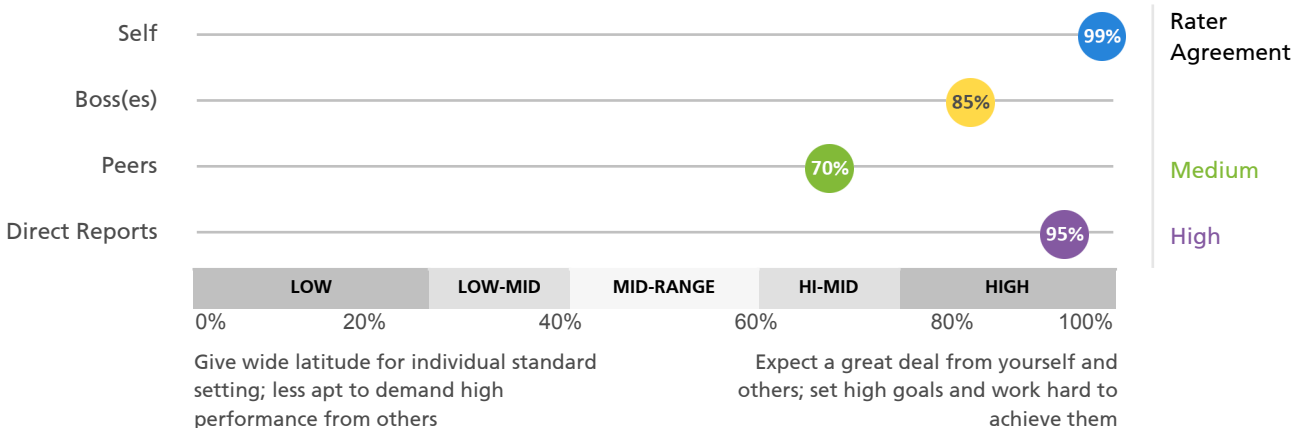 Self
99%
Rater
Agreement
Boss(es)
85%
Peers
70%
Medium
Direct Reports
95%
High
LOW LOW-MID MID-RANGE HI-MID HIGH
0% 20% 40% 60% 80% 100%
Give wide latitude for individual standard
setting; less apt to demand high
performance from others
Expect a great deal from yourself and
others; set high goals and work hard to
achieve them